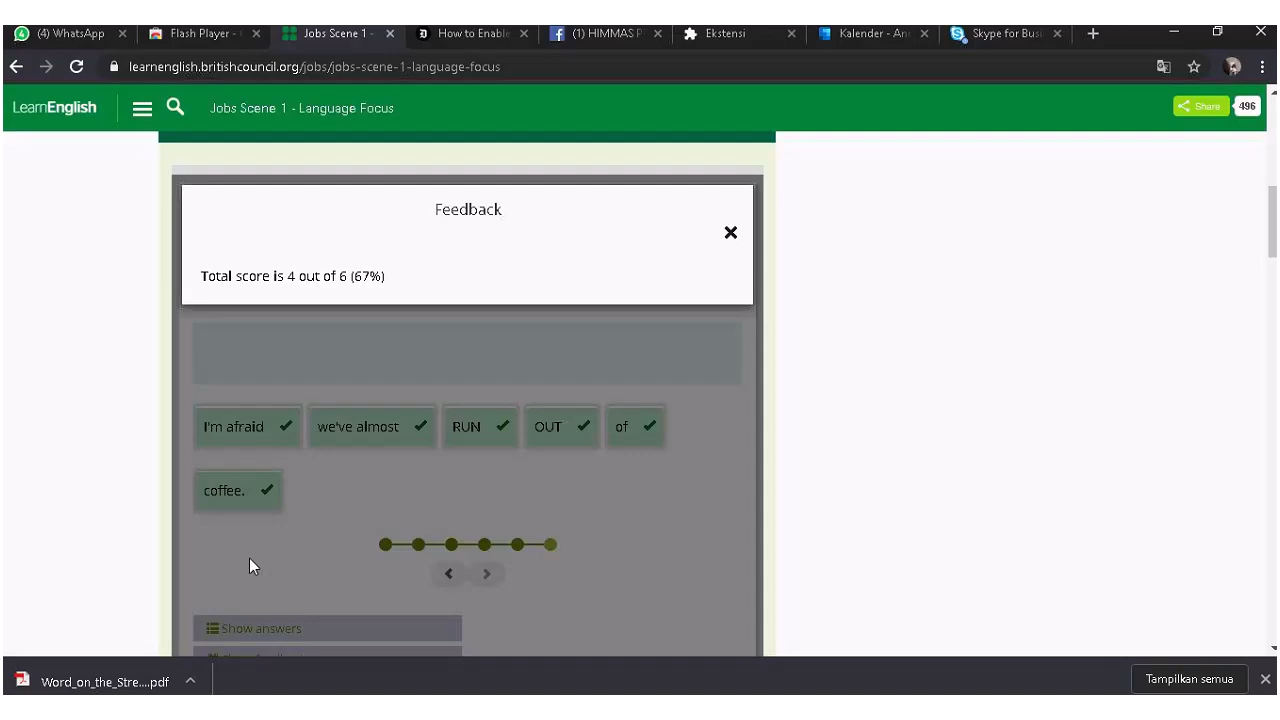 (4) WhatsApp
Flash Player -
Jobs Scene 1 -
How to Enable
(1) HIMMAS P
Ekstensi
Kalender - An
Skype for Busi
learnenglish.britishcouncil.org/jobs/jobs-scene-1-language-focus
LearnEnglish
Jobs Scene 1 - Language Focus
Share
496
Feedback
Total score is 4 out of 6 (67%)
I'm afraid
we've almost
RUN
OUT
of
coffee.
Show answers
Word_on_the_Stre....pdf
Tampilkan semua